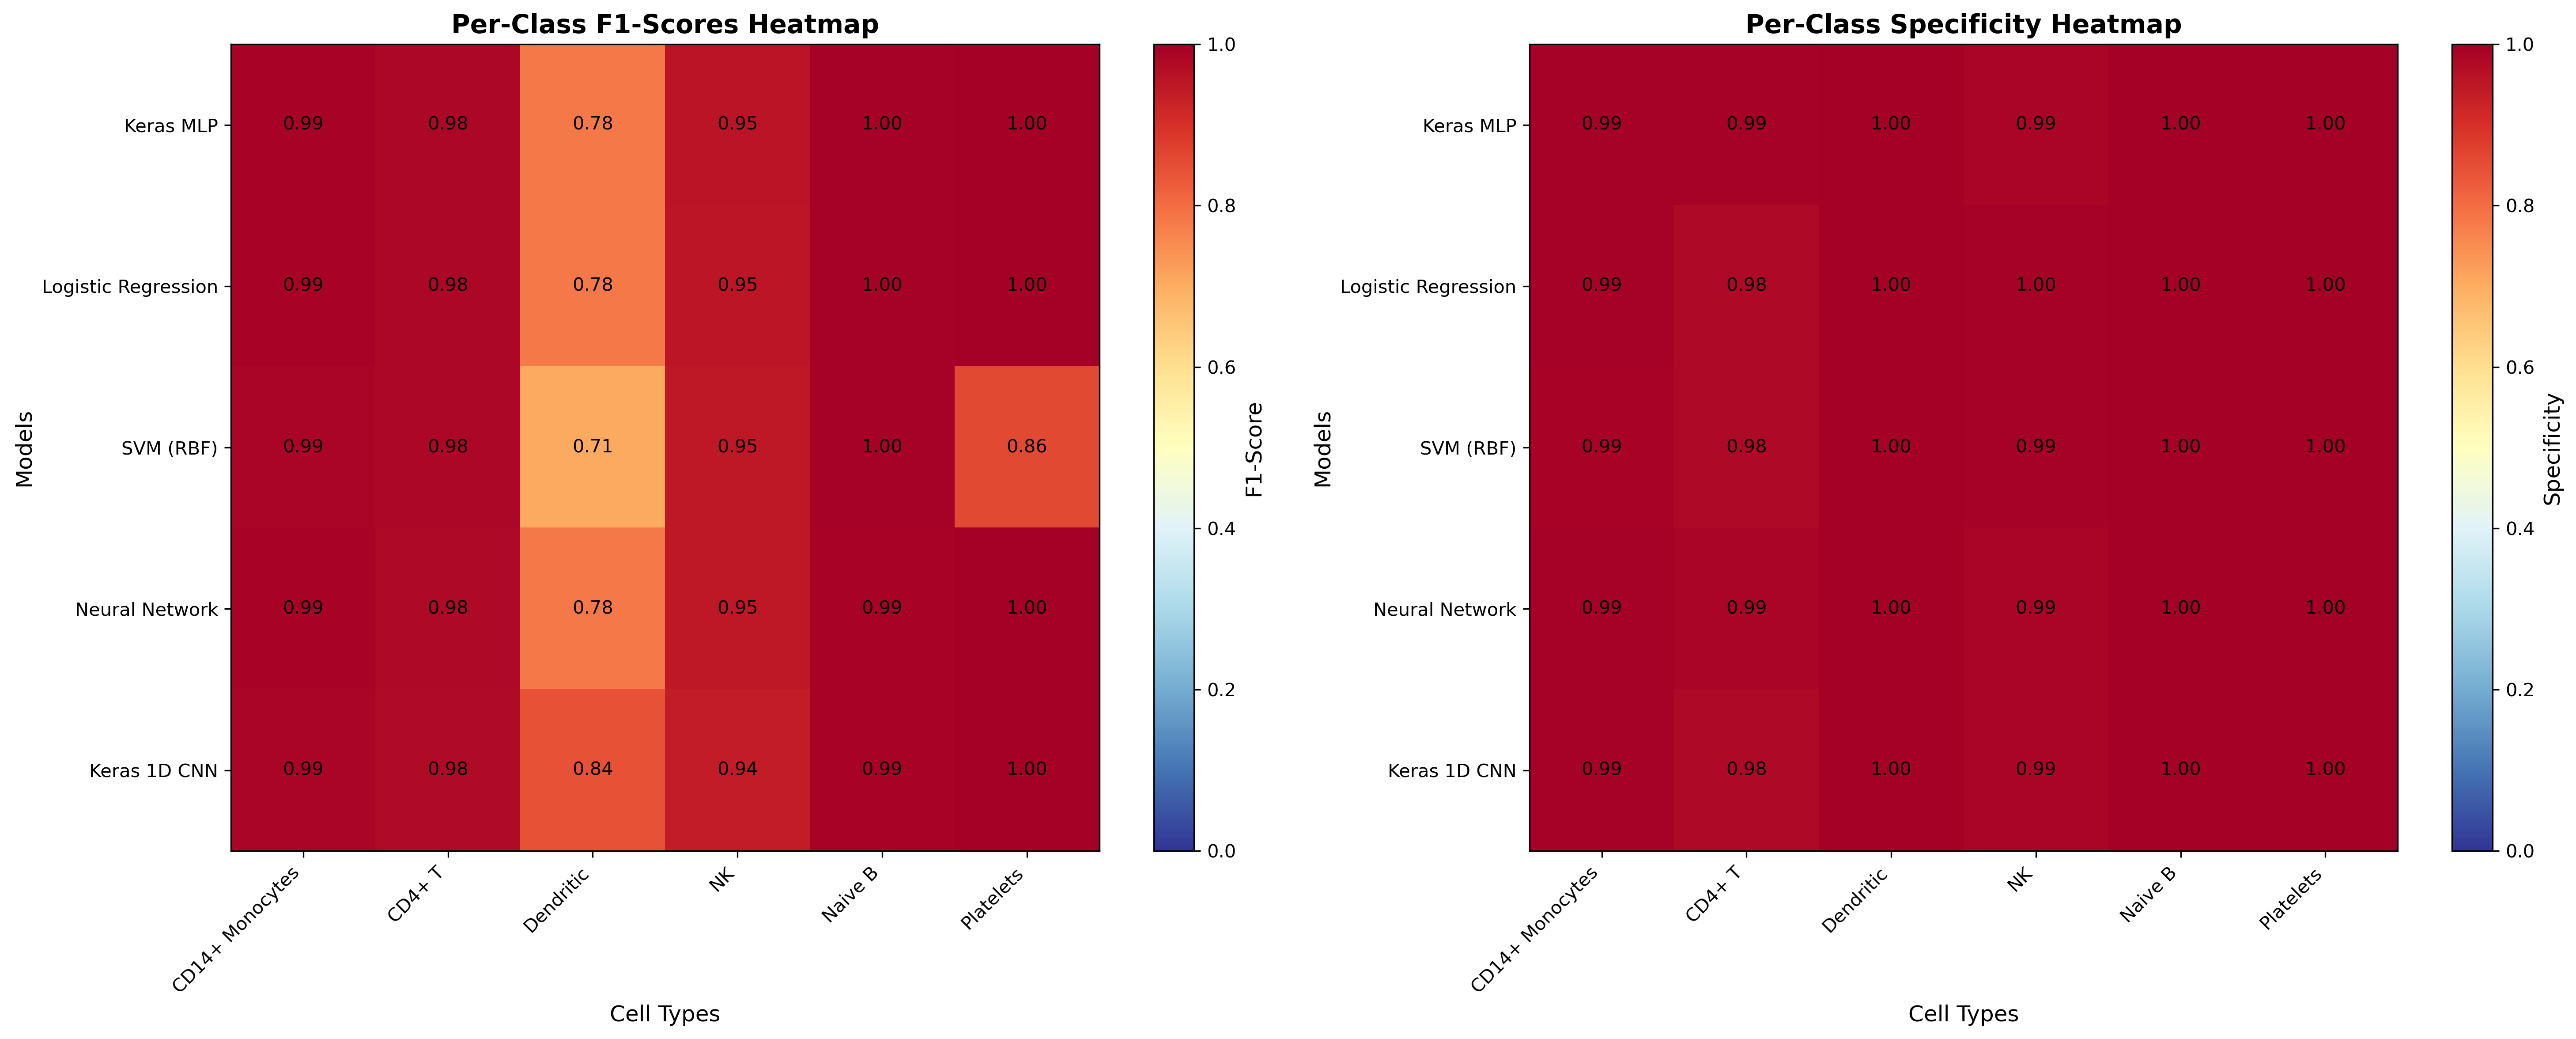 Per-Class F1-Scores Heatmap
Models
Keras MLP
0.99 0.98 0.78 0.95 1.00 1.00
Logistic Regression
0.99 0.98 0.78 0.95 1.00 1.00
SVM (RBF)
0.99 0.98 0.71 0.95 1.00 0.86
Neural Network
0.99 0.98 0.78 0.95 0.99 1.00
Keras 1D CNN
0.99 0.98 0.84 0.94 0.99 1.00
CD14+ Monocytes
CD4+ T
Dendritic
NK
Naive B
Platelets
Cell Types
1.0
0.8
0.6
0.4
0.2
0.0
F1-Score
Per-Class Specificity Heatmap
Models
Keras MLP
0.99 0.99 1.00 0.99 1.00 1.00
Logistic Regression
0.99 0.98 1.00 1.00 1.00 1.00
SVM (RBF)
0.99 0.98 1.00 0.99 1.00 1.00
Neural Network
0.99 0.99 1.00 0.99 1.00 1.00
Keras 1D CNN
0.99 0.98 1.00 0.99 1.00 1.00
CD14+ Monocytes
CD4+ T
Dendritic
NK
Naive B
Platelets
Cell Types
1.0
0.8
0.6
0.4
0.2
0.0
Specificity